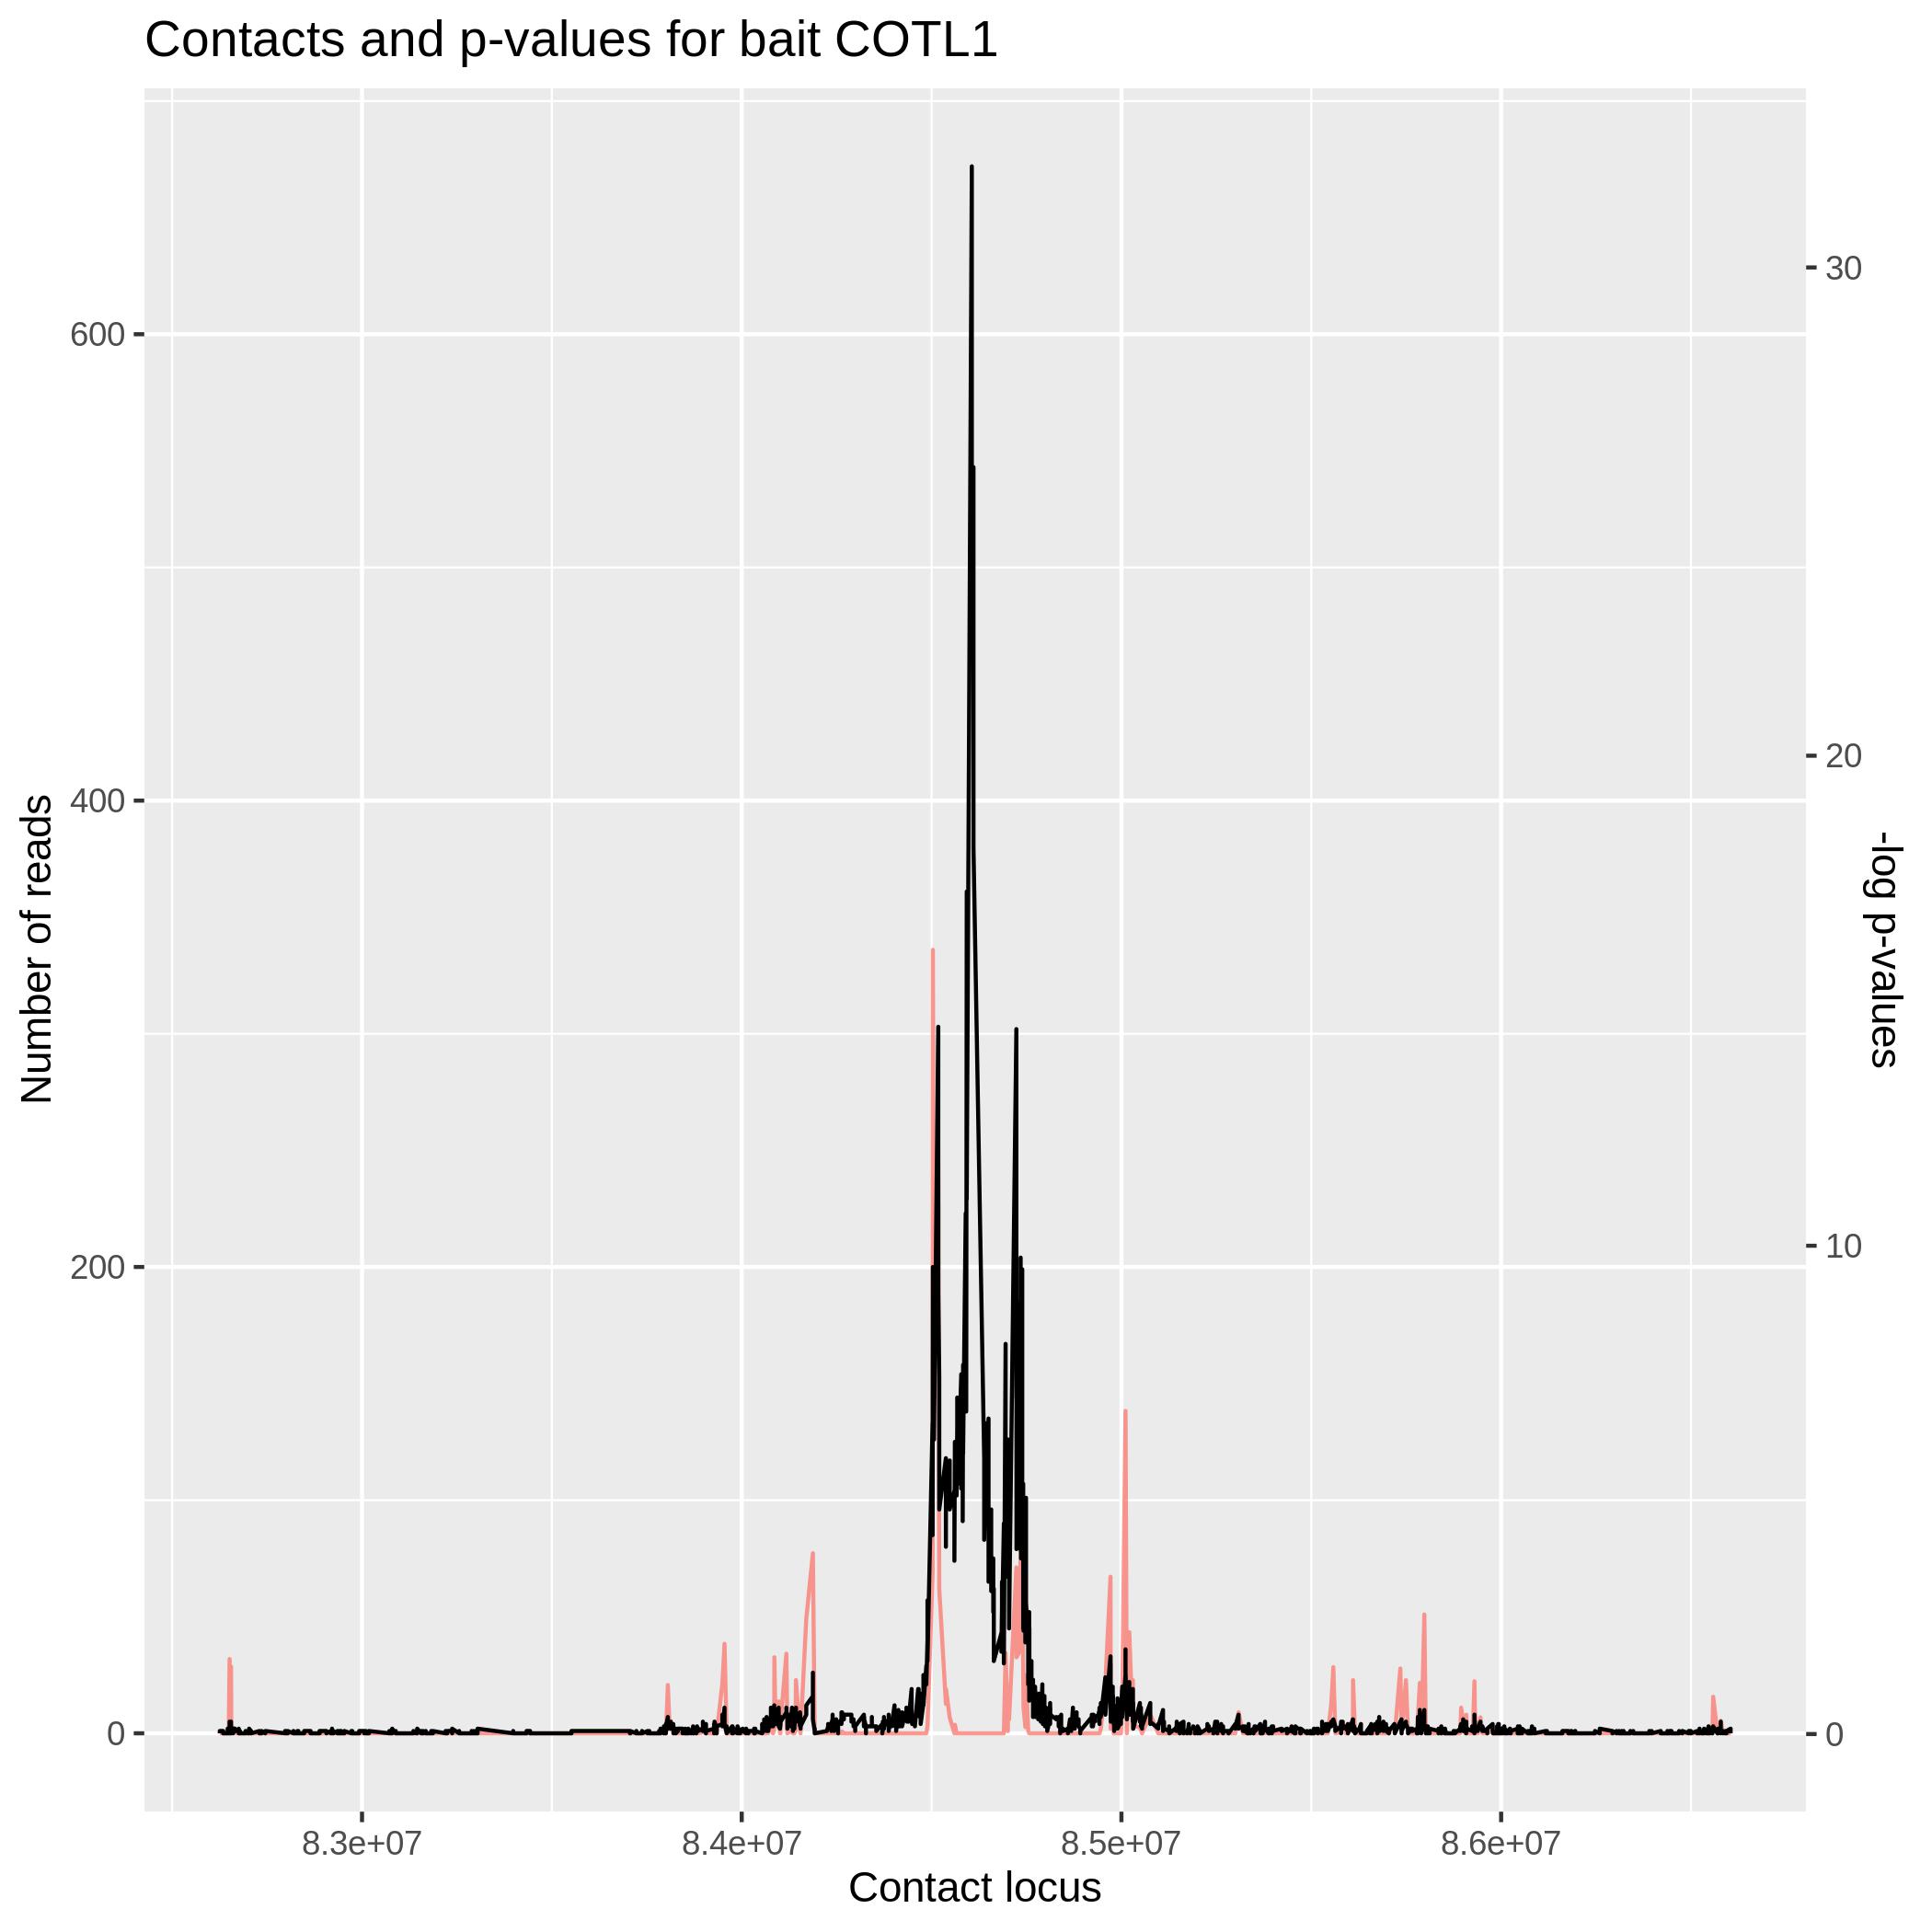 Contacts and p-values for bait COTL1
600
400
200
0
30
20
10
0
Number of reads
-log p-values
8.3e+07
8.4e+07
8.5e+07
8.6e+07
Contact locus